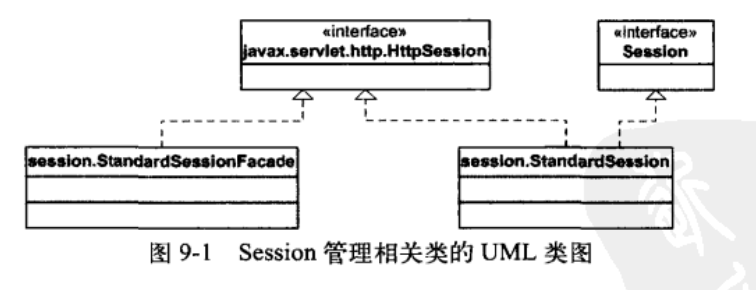 «interface»
javax.servlet.http.HttpSession
«interface»
Session
session.StandardSessionFacade
session.StandardSession
图 9-1 Session 管理相关类的 UML 类图